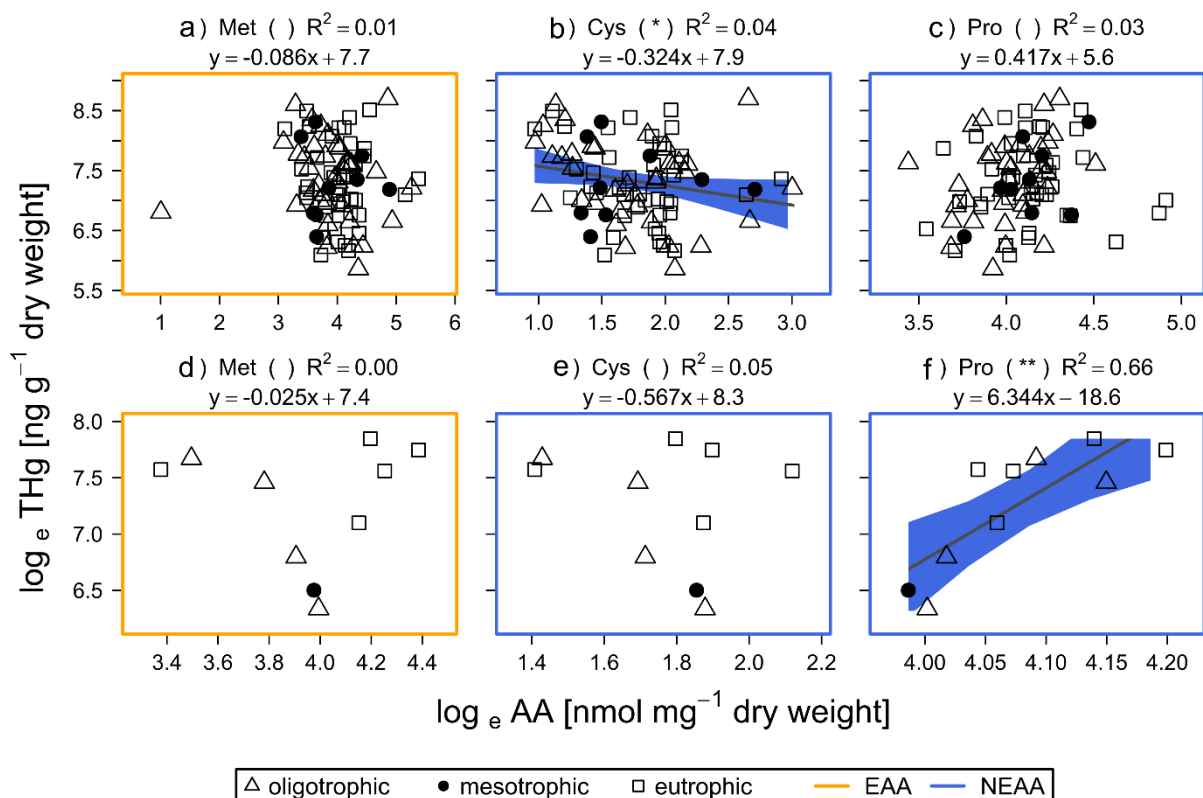 a) Met ( ) R² = 0.01
y = -0.086x + 7.7
b) Cys (*) R² = 0.04
y = -0.324x + 7.9
c) Pro ( ) R² = 0.03
y = 0.417x + 5.6
8.5
7.5
6.5
5.5
1 2 3 4 5 6
1.0 1.5 2.0 2.5 3.0
3.5 4.0 4.5 5.0
d) Met ( ) R² = 0.00
y = -0.025x + 7.4
e) Cys ( ) R² = 0.05
y = -0.567x + 8.3
f) Pro (**) R² = 0.66
y = 6.344x - 18.6
8.0
7.5
7.0
6.5
3.4 3.6 3.8 4.0 4.2 4.4
1.4 1.6 1.8 2.0 2.2
4.00 4.05 4.10 4.15 4.20
log e THg [ng g⁻¹ dry weight]
log e AA [nmol mg⁻¹ dry weight]
oligotrophic mesotrophic eutrophic EAA NEAA